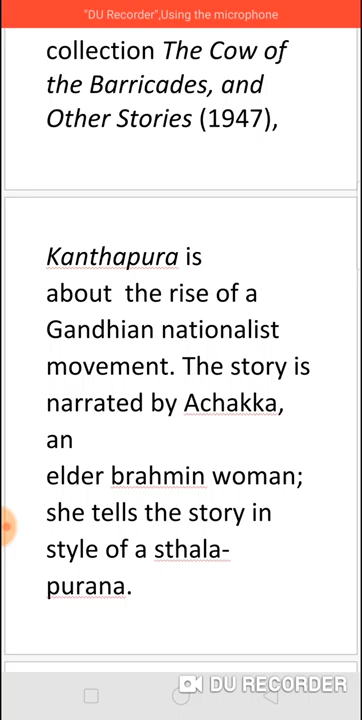 "DU Recorder",Using the microphone
collection The Cow of
the Barricades, and
Other Stories (1947),
Kanthapura is
about  the rise of a
Gandhian nationalist
movement. The story is
narrated by Achakka,
an
elder brahmin woman;
she tells the story in
style of a sthala-
purana.
DU RECORDER